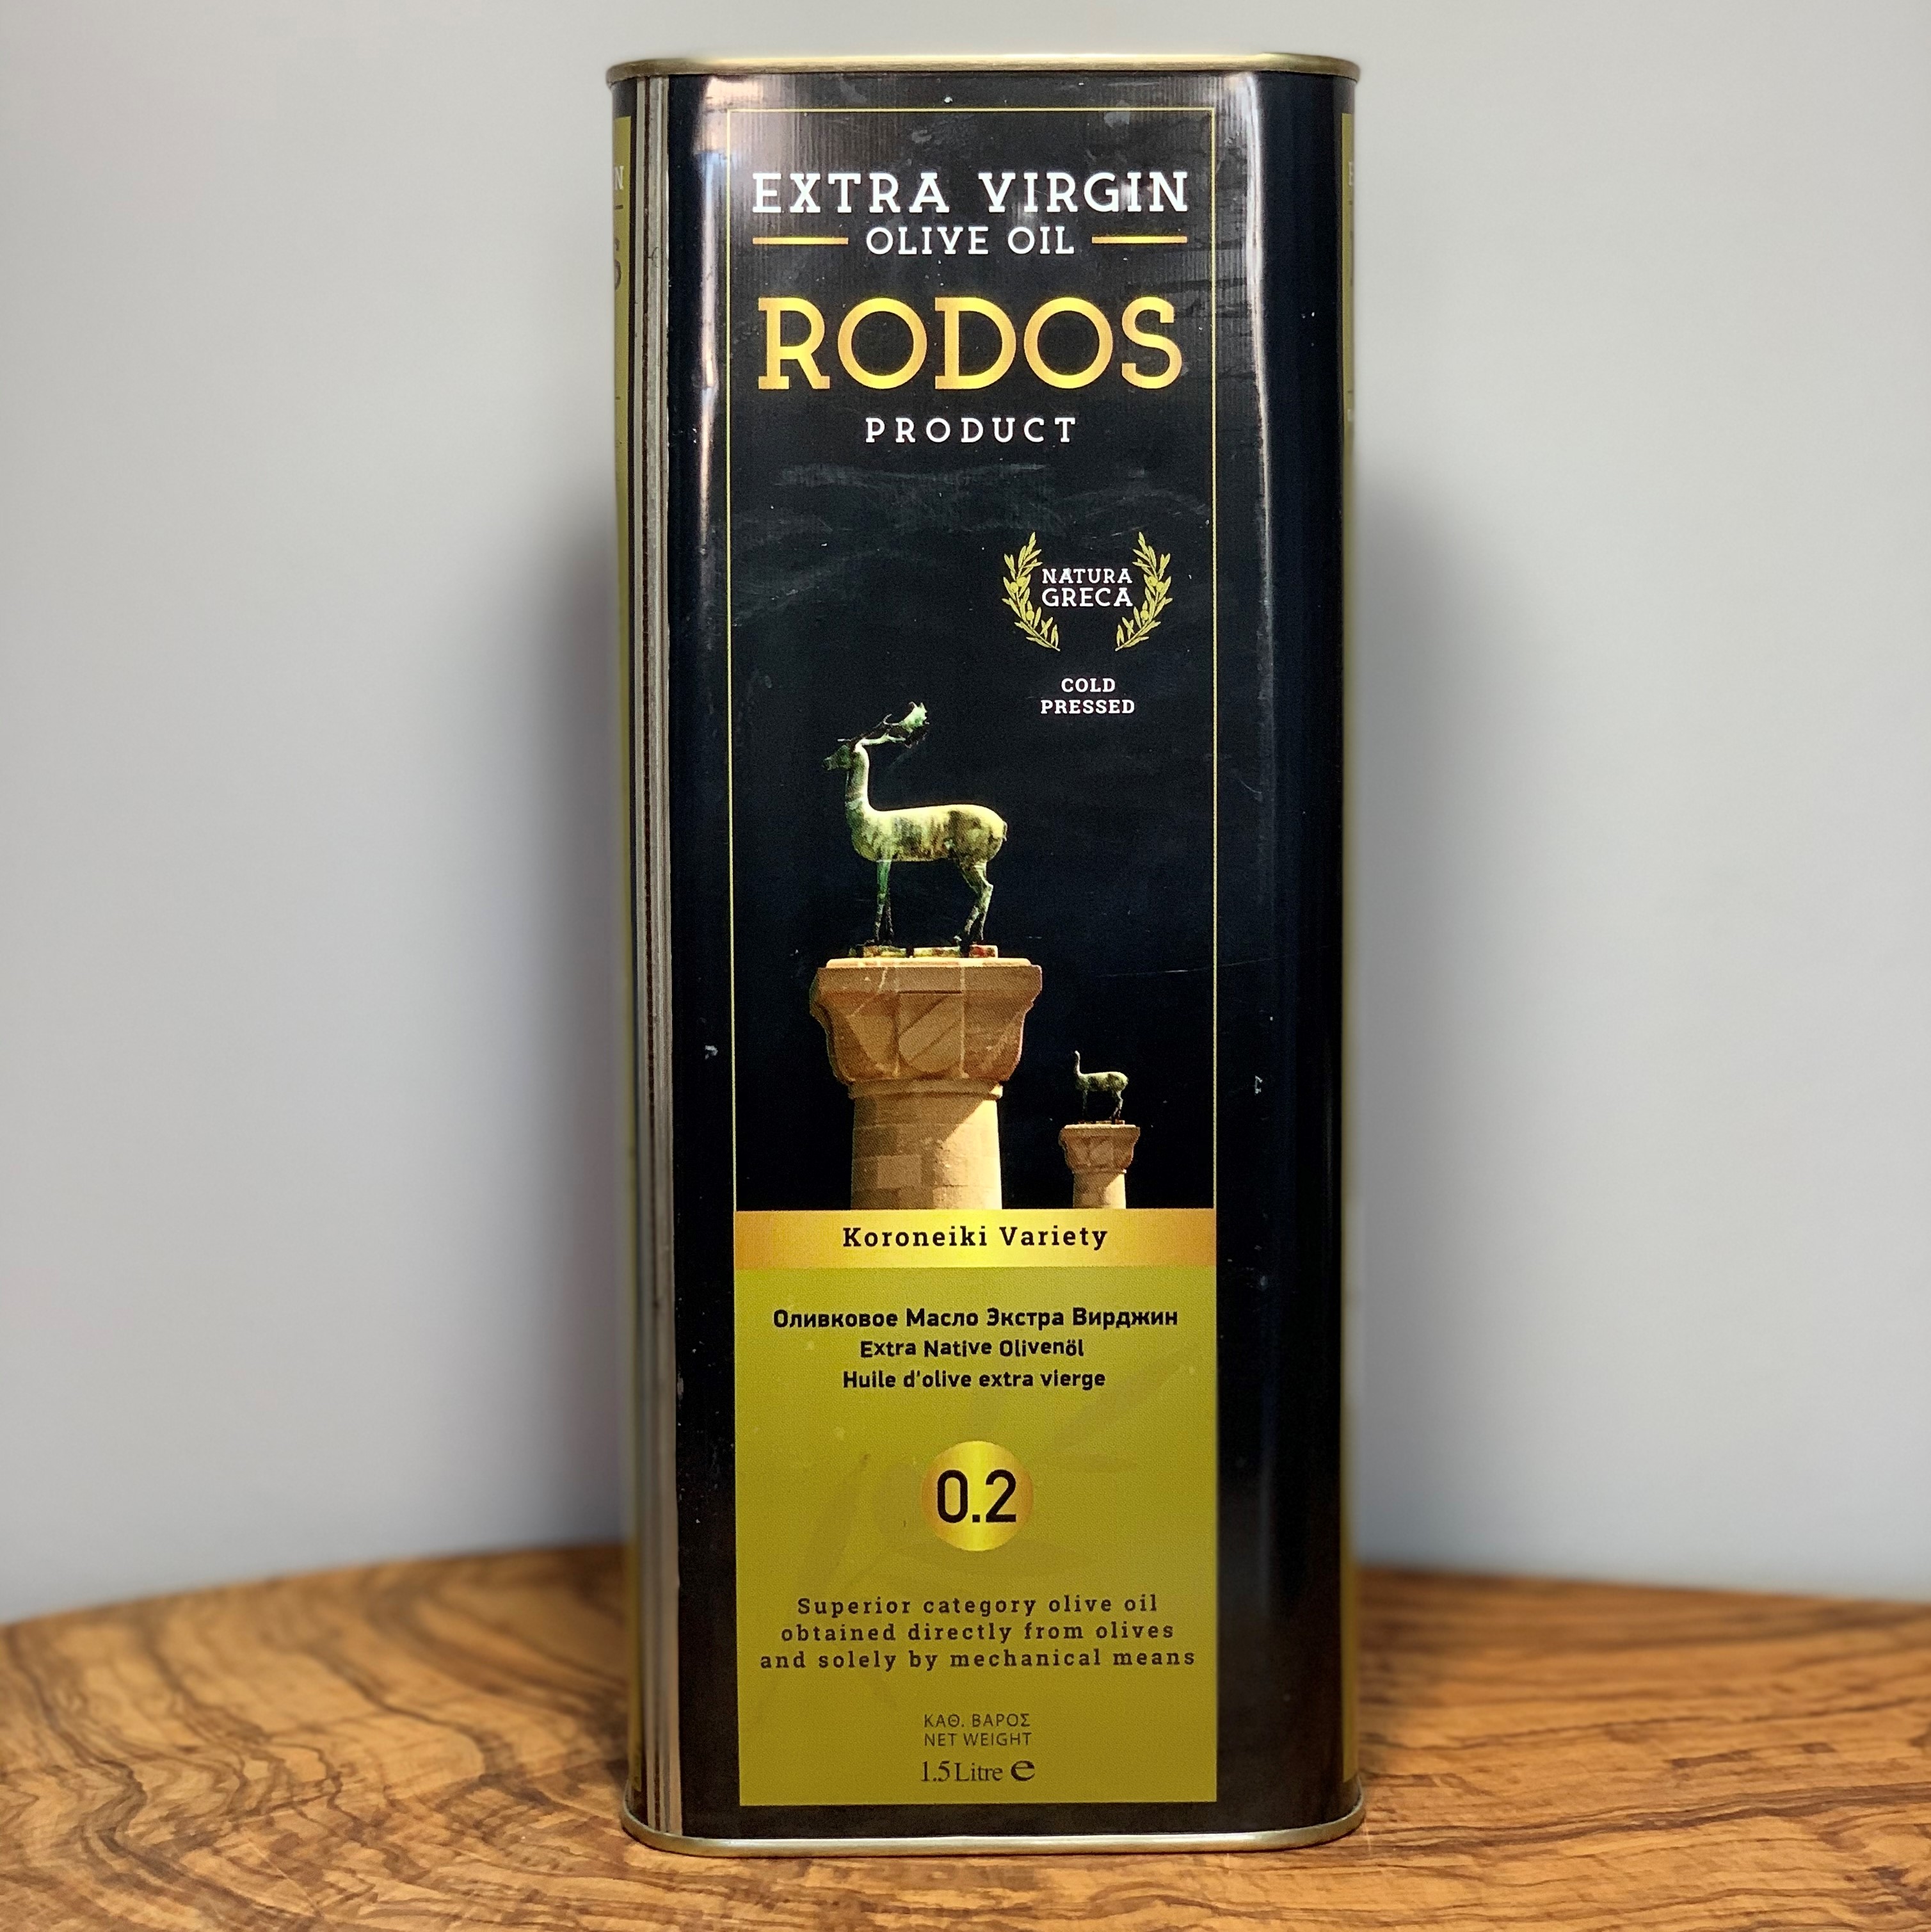 EXTRA VIRGIN
OLIVE OIL
RODOS
PRODUCT
NATURA
GRECA
COLD
PRESSED
Koroneiki Variety
Оливковое Масло Экстра Вирджин
Extra Native Olivenöl
Huile d'olive extra vierge
0.2
Superior category olive oil
obtained directly from olives
and solely by mechanical means
ΚΑΘ. ΒΑΡΟΣ
NET WEIGHT
1.5 Litre ℮